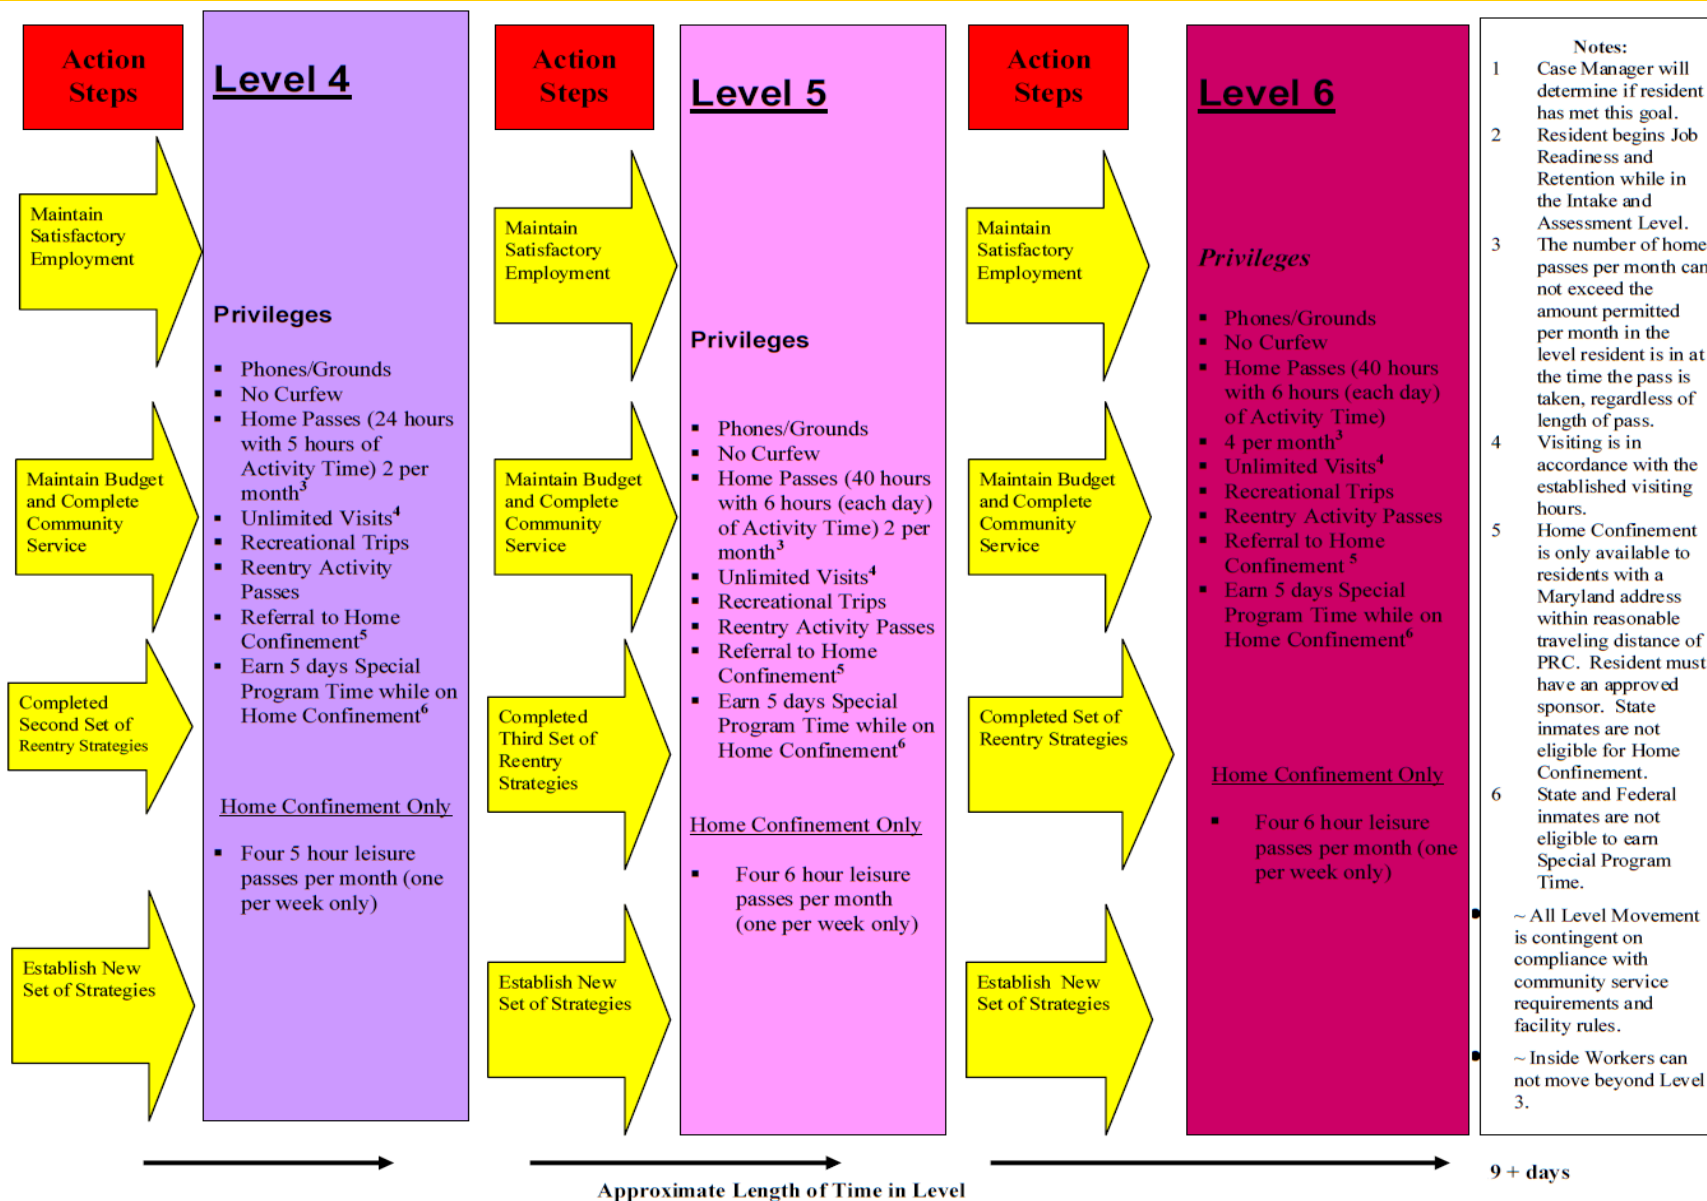 Action
Steps
Maintain
Satisfactory
Employment
Maintain Budget
and Complete
Community
Service
Completed
Second Set of
Reentry Strategies
Establish New
Set of Strategies
Level 4
Privileges
▪ Phones/Grounds
▪ No Curfew
▪ Home Passes (24 hours
with 5 hours of
Activity Time) 2 per
month3
▪ Unlimited Visits4
▪ Recreational Trips
▪ Reentry Activity
Passes
▪ Referral to Home
Confinement5
▪ Earn 5 days Special
Program Time while on
Home Confinement6
Home Confinement Only
▪ Four 5 hour leisure
passes per month (one
per week only)
Action
Steps
Maintain
Satisfactory
Employment
Maintain Budget
and Complete
Community
Service
Completed
Third Set of
Reentry
Strategies
Establish New
Set of Strategies
Level 5
Privileges
▪ Phones/Grounds
▪ No Curfew
▪ Home Passes (40 hours
with 6 hours (each day)
of Activity Time) 2 per
month3
▪ Unlimited Visits4
▪ Recreational Trips
▪ Reentry Activity Passes
▪ Referral to Home
Confinement5
▪ Earn 5 days Special
Program Time while on
Home Confinement6
Home Confinement Only
▪ Four 6 hour leisure
passes per month
(one per week only)
Action
Steps
Maintain
Satisfactory
Employment
Maintain Budget
and Complete
Community
Service
Completed Set of
Reentry Strategies
Establish New
Set of Strategies
Level 6
Privileges
▪ Phones/Grounds
▪ No Curfew
▪ Home Passes (40 hours
with 6 hours (each day)
of Activity Time)
▪ 4 per month3
▪ Unlimited Visits4
▪ Recreational Trips
▪ Reentry Activity Passes
▪ Referral to Home
Confinement 5
▪ Earn 5 days Special
Program Time while on
Home Confinement6
Home Confinement Only
▪ Four 6 hour leisure
passes per month (one
per week only)
Notes:
1 Case Manager will
determine if resident
has met this goal.
2 Resident begins Job
Readiness and
Retention while in
the Intake and
Assessment Level.
3 The number of home
passes per month can
not exceed the
amount permitted
per month in the
level resident is in at
the time the pass is
taken, regardless of
length of pass.
4 Visiting is in
accordance with the
established visiting
hours.
5 Home Confinement
is only available to
residents with a
Maryland address
within reasonable
traveling distance of
PRC. Resident must
have an approved
sponsor. State
inmates are not
eligible for Home
Confinement.
6 State and Federal
inmates are not
eligible to earn
Special Program
Time.
• ~ All Level Movement
is contingent on
compliance with
community service
requirements and
facility rules.
• ~ Inside Workers can
not move beyond Level
3.
Approximate Length of Time in Level
9 + days